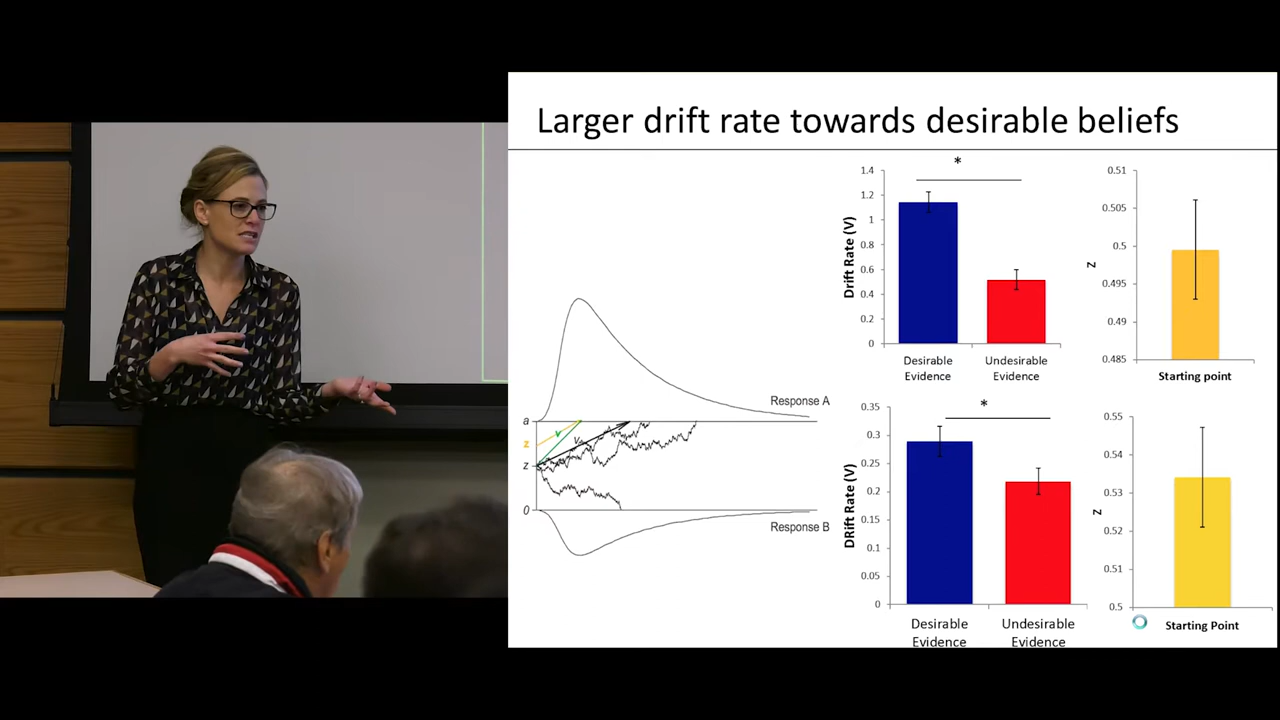 Larger drift rate towards desirable beliefs
Response A
a
z
v
v
z
0
Response B
*
1.4
1.2
1
0.8
0.6
0.4
0.2
0
Drift Rate (V)
Desirable
Evidence
Undesirable
Evidence
0.51
0.505
0.5
0.495
0.49
0.485
Z
Starting point
*
0.35
0.3
0.25
0.2
0.15
0.1
0.05
0
DRift Rate (V)
Desirable
Evidence
Undesirable
Evidence
0.55
0.54
0.53
0.52
0.51
0.5
Z
Starting Point